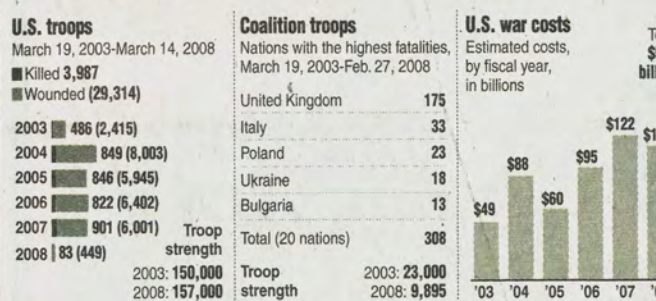 U.S. troops
March 19, 2003-March 14, 2008
Killed 3,987
Wounded (29,314)
2003 486 (2,415)
2004 849 (8,003)
2005 846 (5,945)
2006 822 (6,402)
2007 901 (6,001)
2008 83 (449)
Troop
strength
2003: 150,000
2008: 157,000
Coalition troops
Nations with the highest fatalities,
March 19, 2003-Feb. 27, 2008
United Kingdom 175
Italy 33
Poland 23
Ukraine 18
Bulgaria 13
Total (20 nations) 308
Troop 2003: 23,000
strength 2008: 9,895
U.S. war costs
Estimated costs,
by fiscal year,
in billions
$49
$88
$60
$95
$122
'03 '04 '05 '06 '07